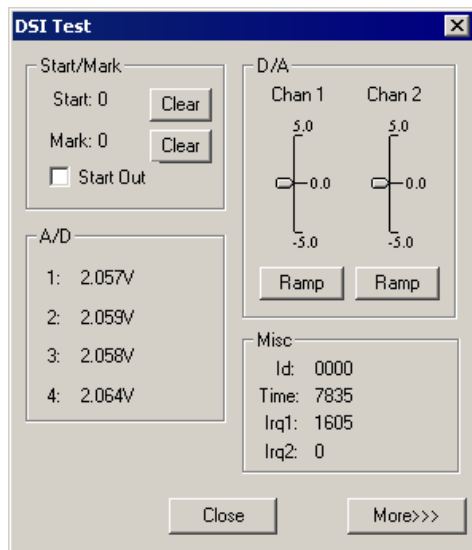 DSI Test
Start/Mark
Start: 0 Clear
Mark: 0 Clear
Start Out
A/D
1: 2.057V
2: 2.059V
3: 2.058V
4: 2.064V
D/A
Chan 1 Chan 2
5.0 5.0
0.0 0.0
-5.0 -5.0
Ramp Ramp
Misc
Id: 0000
Time: 7835
Irq1: 1605
Irq2: 0
Close More>>>